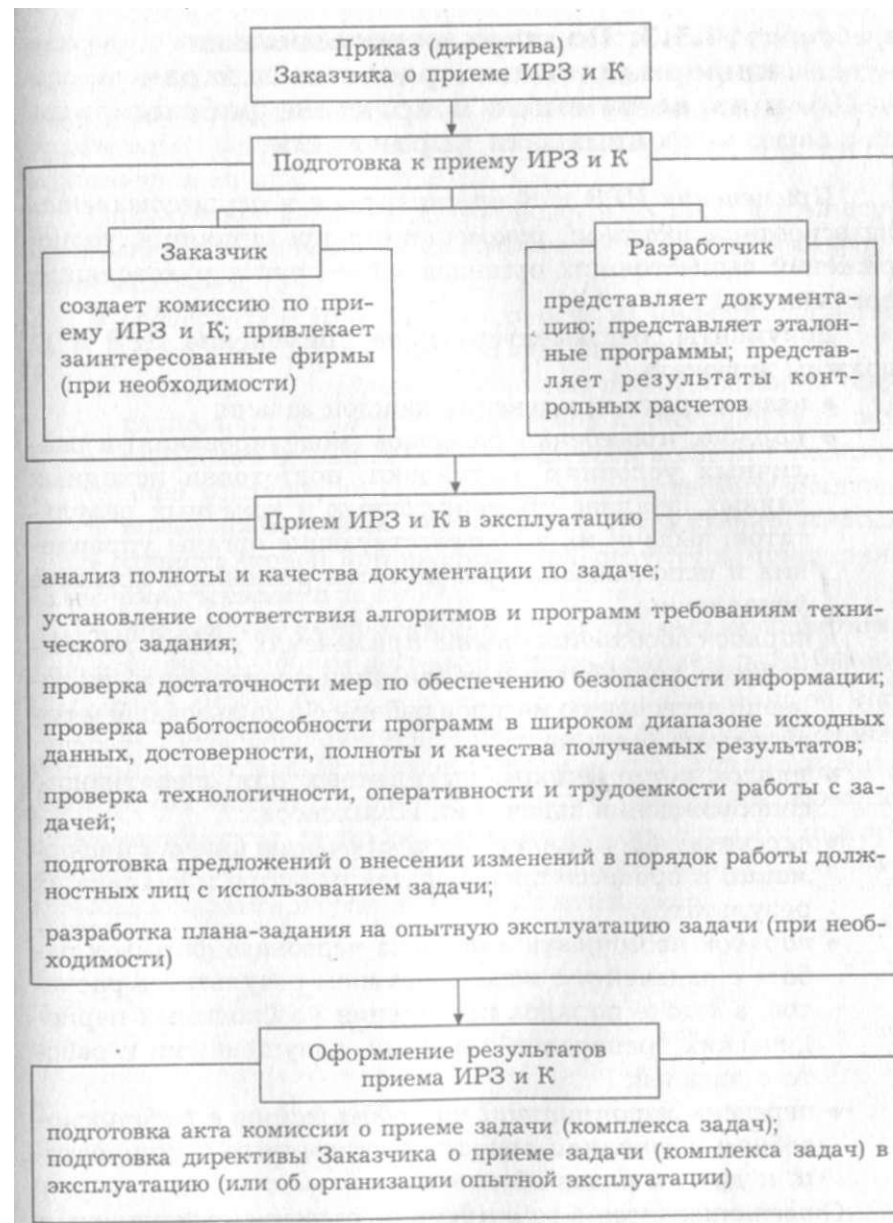 Приказ (директива)
Заказчика о приеме ИРЗ и К
Подготовка к приему ИРЗ и К
Заказчик
создает комиссию по при-
ему ИРЗ и К; привлекает
заинтересованные фирмы
(при необходимости)
Разработчик
представляет документа-
цию; представляет эталон-
ные программы; представ-
ляет результаты конт-
рольных расчетов
Прием ИРЗ и К в эксплуатацию
анализ полноты и качества документации по задаче;
установление соответствия алгоритмов и программ требованиям техни-
ческого задания;
проверка достаточности мер по обеспечению безопасности информации;
проверка работоспособности программ в широком диапазоне исходных
данных, достоверности, полноты и качества получаемых результатов;
проверка технологичности, оперативности и трудоемкости работы с за-
дачей;
подготовка предложений о внесении изменений в порядок работы долж-
ностных лиц с использованием задачи;
разработка плана-задания на опытную эксплуатацию задачи (при необ-
ходимости)
Оформление результатов
приема ИРЗ и К
подготовка акта комиссии о приеме задачи (комплекса задач);
подготовка директивы Заказчика о приеме задачи (комплекса задач) в
эксплуатацию (или об организации опытной эксплуатации)